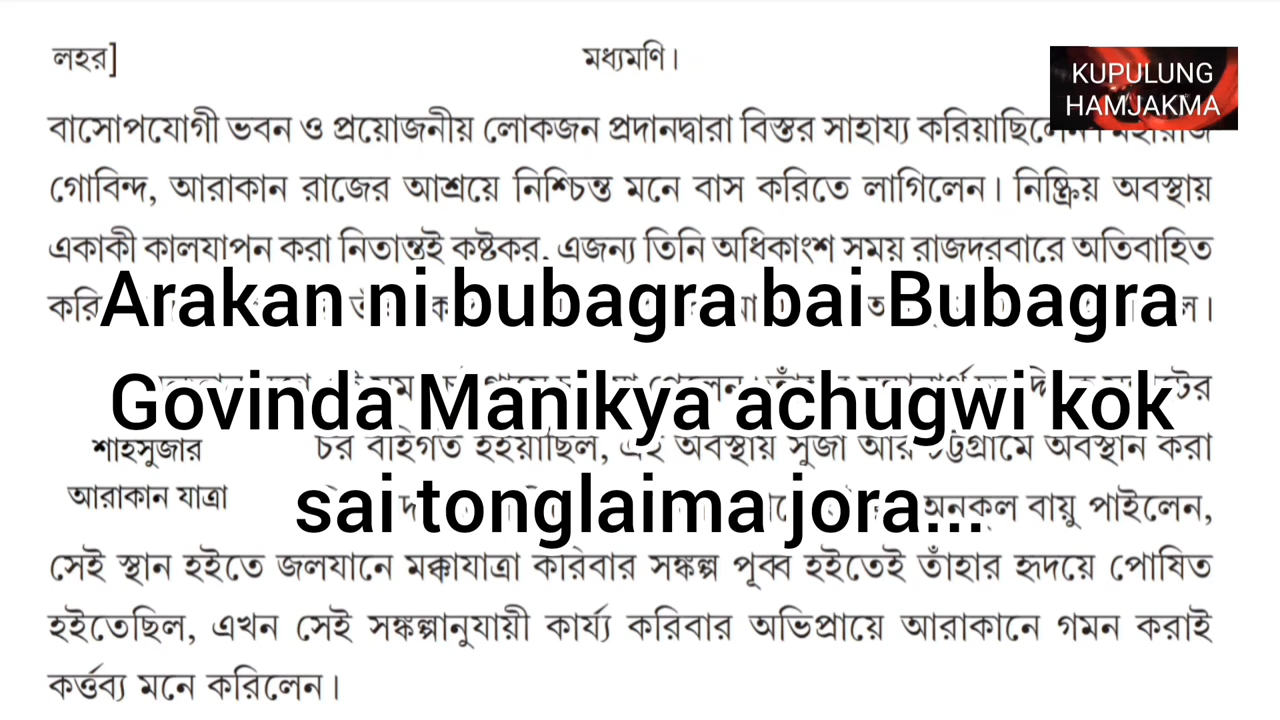 লহর]
মধ্যমণি।
KUPULUNG
HAMJAKMA
বাসোপযোগী ভবন ও প্রয়োজনীয় লোকজন প্রদানদ্বারা বিস্তর সাহায্য
গোবিন্দ, আরাকান রাজের আশ্রয়ে নিশ্চিন্ত মনে বাস করিতে লাগিলেন। নিষ্ক্রিয় অবস্থায়
একাকী কালযাপন করা নিতান্তই কষ্টকর, এজন্য তিনি অধিকাংশ সময় রাজদরবারে অতিবাহিত
Arakan ni bubagra bai Bubagra
Govinda Manikya achugwi kok
sai tonglaima jora...
শাহসুজার
আরাকান যাত্রা
চর বহির্গত হইয়াছিল, এই অবস্থায় সুজা আর চট্টগ্রামে অবস্থান করা
অনুকূল বায়ু পাইলেন,
সেই স্থান হইতে জলযানে মক্কাযাত্রা করিবার সঙ্কল্প পূর্ব্ব হইতেই তাঁহার হৃদয়ে পোষিত
হইতেছিল, এখন সেই সঙ্কল্পানুযায়ী কার্য্য করিবার অভিপ্রায়ে আরাকানে গমন করাই
কর্ত্তব্য মনে করিলেন।